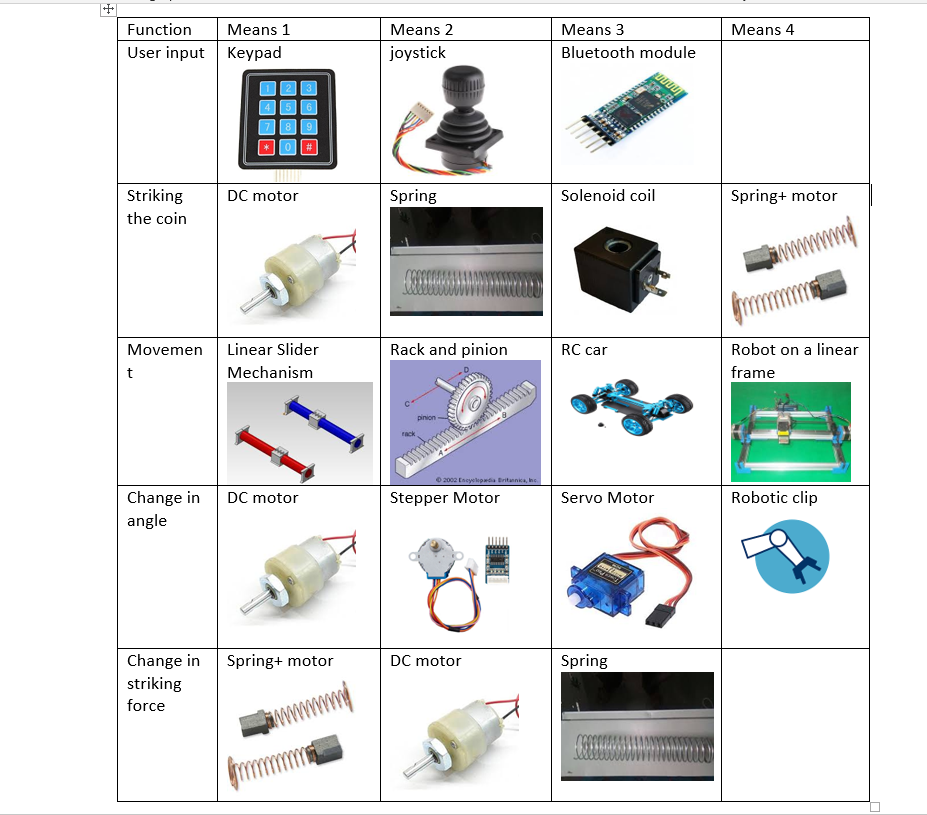 Function Means 1 Means 2 Means 3 Means 4
User input Keypad joystick Bluetooth module
1 2 3
4 5 6
7 8 9
* 0 #
Striking DC motor Spring Solenoid coil Spring+ motor
the coin
Movemen Linear Slider Rack and pinion RC car Robot on a linear
t Mechanism frame
D
C
pinion
B
rack
A
© 2002 Encyclopædia Britannica, Inc.
Change in DC motor Stepper Motor Servo Motor Robotic clip
angle
Change in Spring+ motor DC motor Spring
striking
force